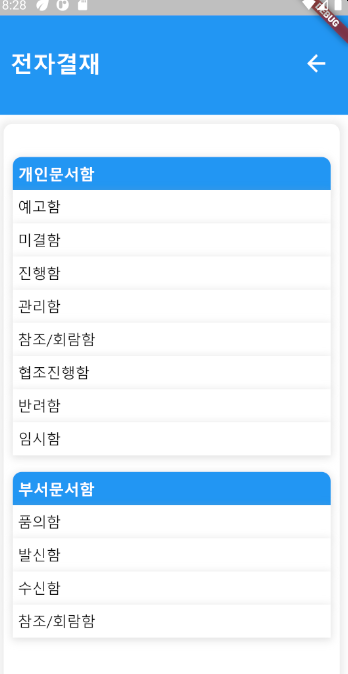 8:28
DEBUG
전자결재
개인문서함
예고함
미결함
진행함
관리함
참조/회람함
협조진행함
반려함
임시함
부서문서함
품의함
발신함
수신함
참조/회람함